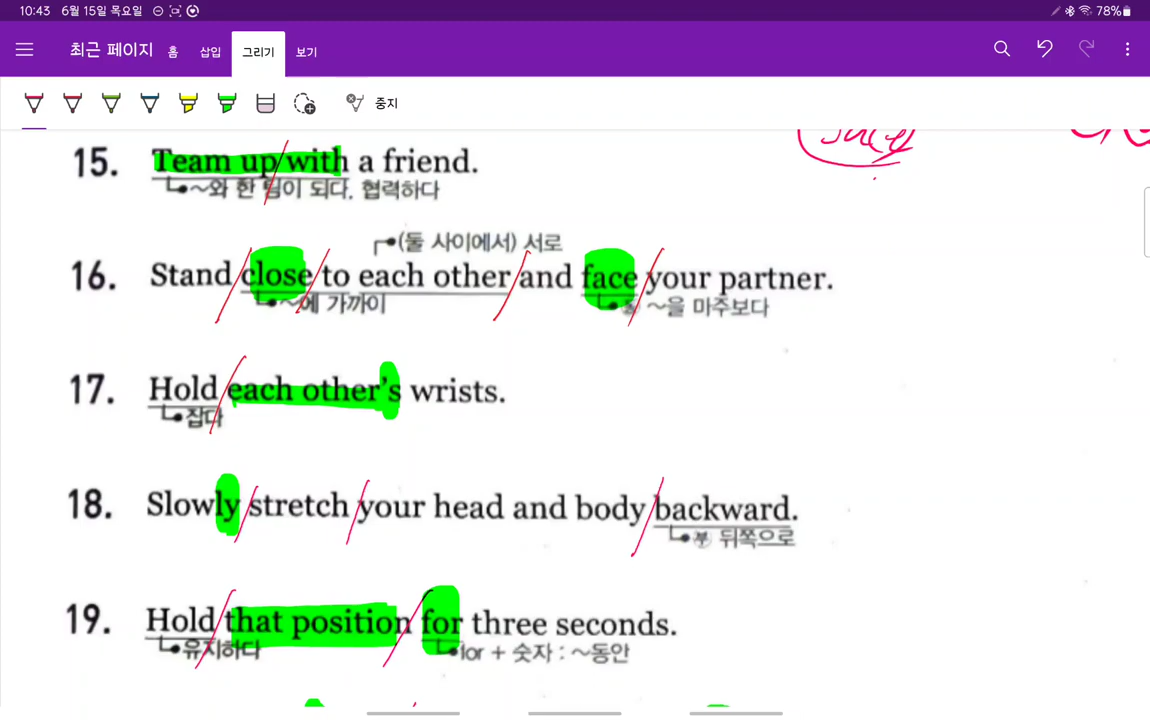 10:43 6월 15일 목요일 78%
최근 페이지 홈 삽입 그리기 보기
중지
15. Team up with a friend.
~와 한 팀이 되다, 협력하다
(둘 사이에서) 서로
16. Stand close to each other and face your partner.
~에 가까이 동 ~을 마주보다
17. Hold each other's wrists.
잡다
18. Slowly stretch your head and body backward.
부 뒤쪽으로
19. Hold that position for three seconds.
유지하다 for + 숫자 : ~동안